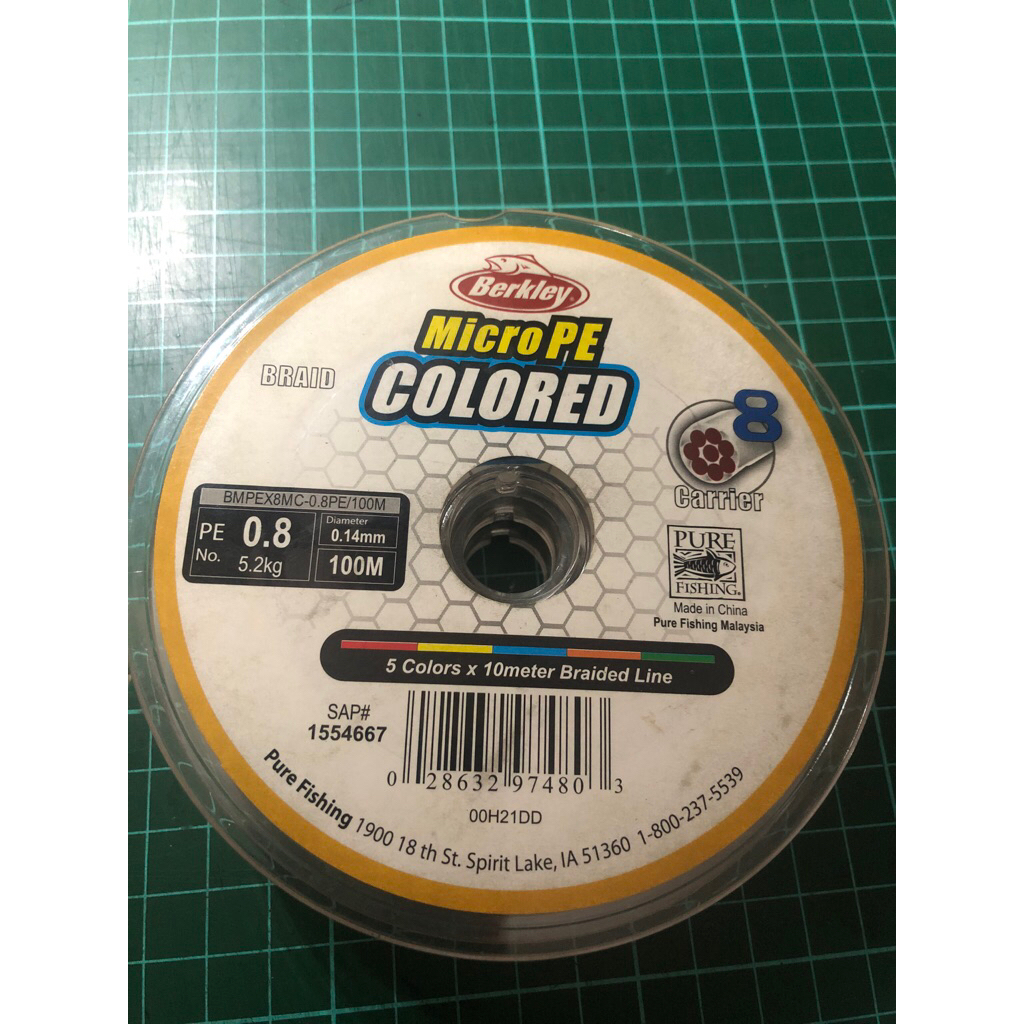 Berkley
MicroPE
COLORED
BRAID
8
Carrier
BMPEX8MC-0.8PE/100M
PE No. 0.8
5.2kg
Diameter
0.14mm
100M
PURE
FISHING®
Made in China
Pure Fishing Malaysia
5 Colors x 10meter Braided Line
SAP#
1554667
0 28632 97480 3
00H21DD
Pure Fishing 1900 18 th St. Spirit Lake, IA 51360 1-800-237-5539